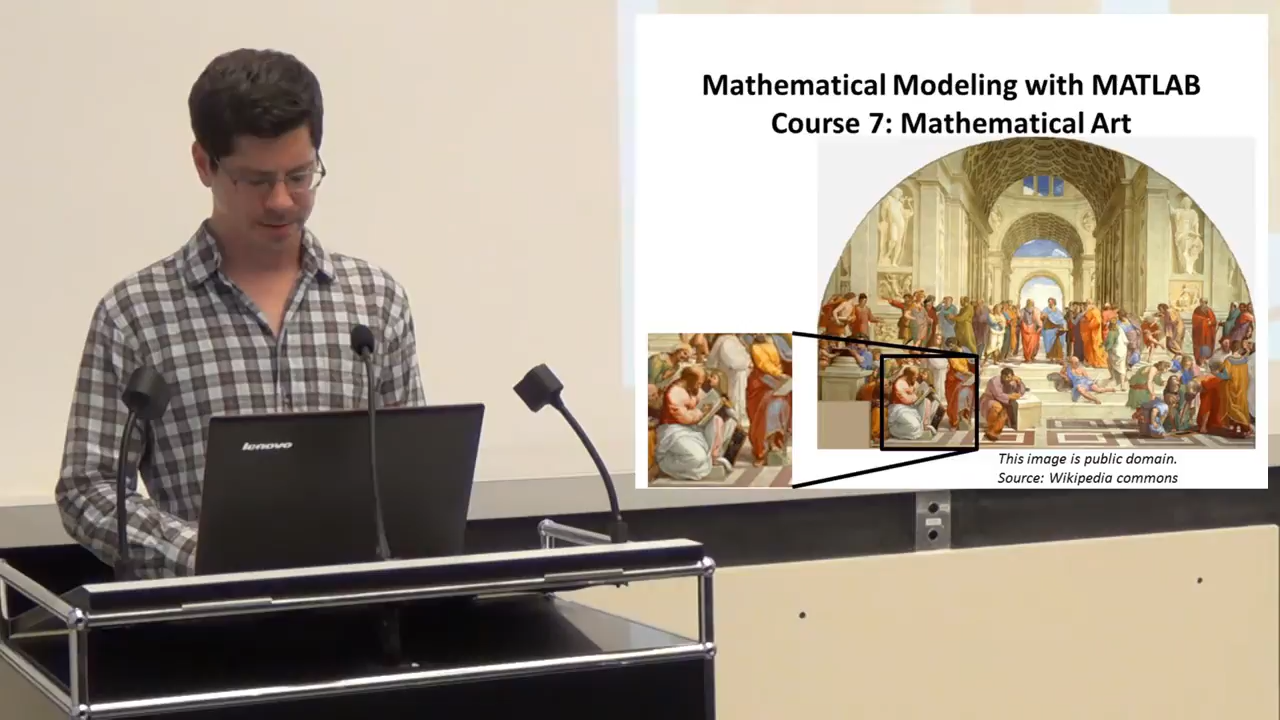 Mathematical Modeling with MATLAB
Course 7: Mathematical Art
This image is public domain.
Source: Wikipedia commons
lenovo